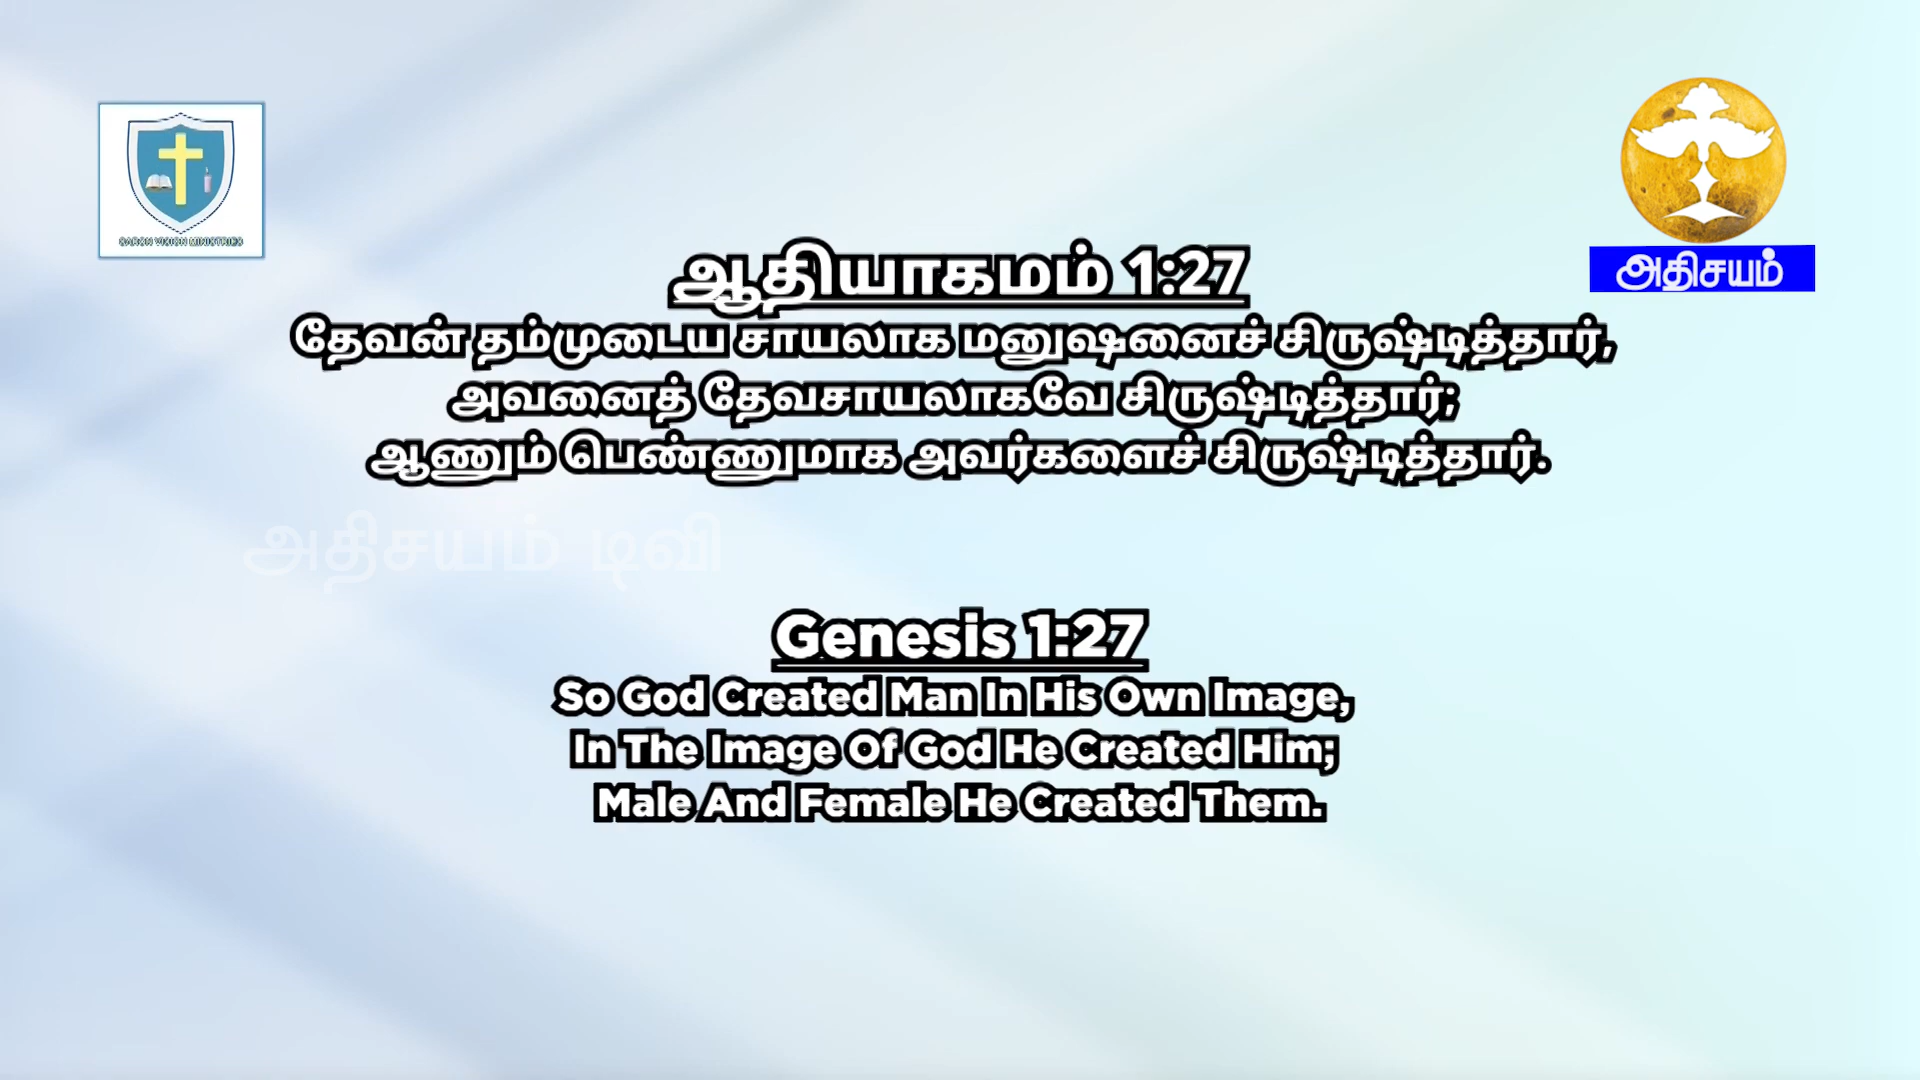 ஆதியாகமம் 1:27
தேவன் தம்முடைய சாயலாக மனுஷனைச் சிருஷ்டித்தார்,
அவனைத் தேவசாயலாகவே சிருஷ்டித்தார்;
ஆணும் பெண்ணுமாக அவர்களைச் சிருஷ்டித்தார்.
அதிசயம்
அதிசயம் டிவி
Genesis 1:27
So God Created Man In His Own Image,
In The Image Of God He Created Him;
Male And Female He Created Them.